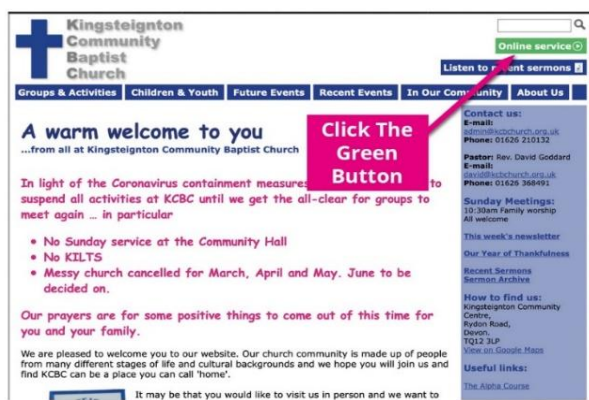 Kingsteignton
Community
Baptist
Church
Online service
Listen to recent sermons
Groups & Activities Children & Youth Future Events Recent Events In Our Community About Us
A warm welcome to you
...from all at Kingsteignton Community Baptist Church
Click The
Green
Button
In light of the Coronavirus containment measures to
suspend all activities at KCBC until we get the all-clear for groups to
meet again ... in particular
• No Sunday service at the Community Hall
• No KILTS
• Messy church cancelled for March, April and May. June to be
decided on.
Our prayers are for some positive things to come out of this time for
you and your family.
We are pleased to welcome you to our website. Our church community is made up of people
from many different stages of life and cultural backgrounds and we hope you will join us and
find KCBC can be a place you can call 'home'.
It may be that you would like to visit us in person and we want to
Contact us:
E-mail:
admin@kcbchurch.org.uk
Phone: 01626 210132
Pastor: Rev. David Goddard
E-mail:
david@kcbchurch.org.uk
Phone: 01626 368491
Sunday Meetings:
10:30am Family worship
All welcome
This week's newsletter
Our Year of Thankfulness
Recent Sermons
Sermon Archive
How to find us:
Kingsteignton Community
Centre,
Rydon Road,
Devon.
TQ12 3LP
View on Google Maps
Useful links:
The Alpha Course